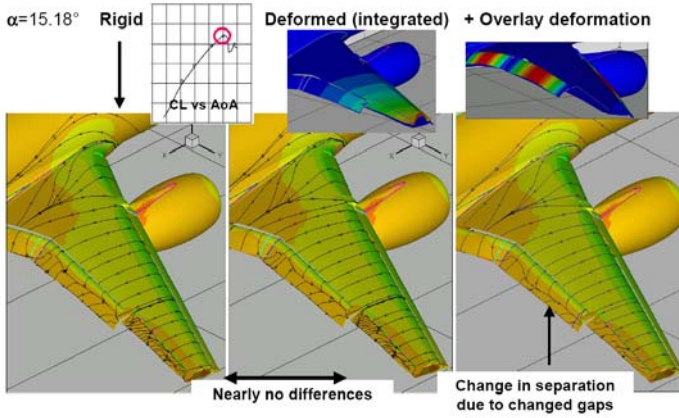 α=15.18° Rigid Deformed (integrated) + Overlay deformation
CL vs AoA
X Y
X Y
Nearly no differences
Change in separation
due to changed gaps